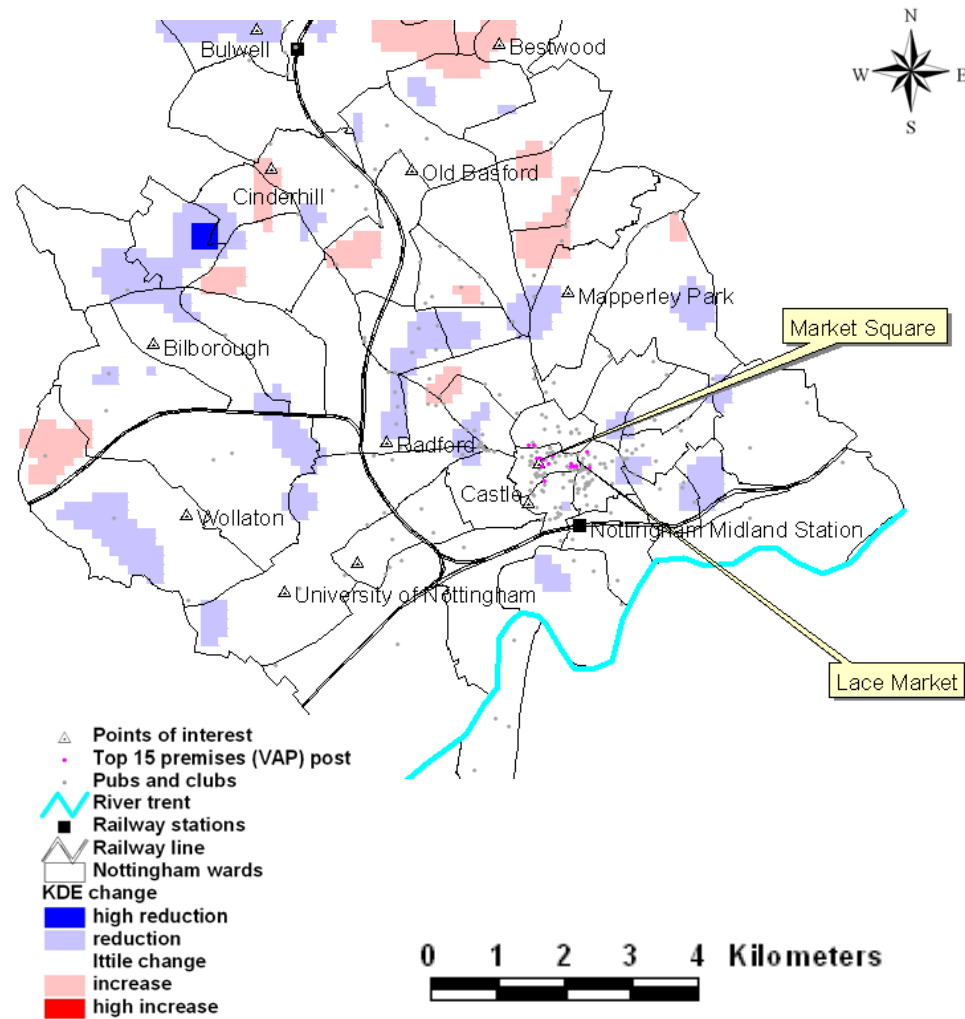 N
Bulwell
Bestwood
W
E
S
Old Basford
Cinderhill
Mapperley Park
Market Square
Bilborough
Radford
Castle
Wollaton
Nottingham Midland Station
University of Nottingham
Lace Market
Points of interest
Top 15 premises (VAP) post
Pubs and clubs
River trent
Railway stations
Railway line
Nottingham wards
KDE change
high reduction
reduction
lttile change
increase
high increase
0 1 2 3 4 Kilometers